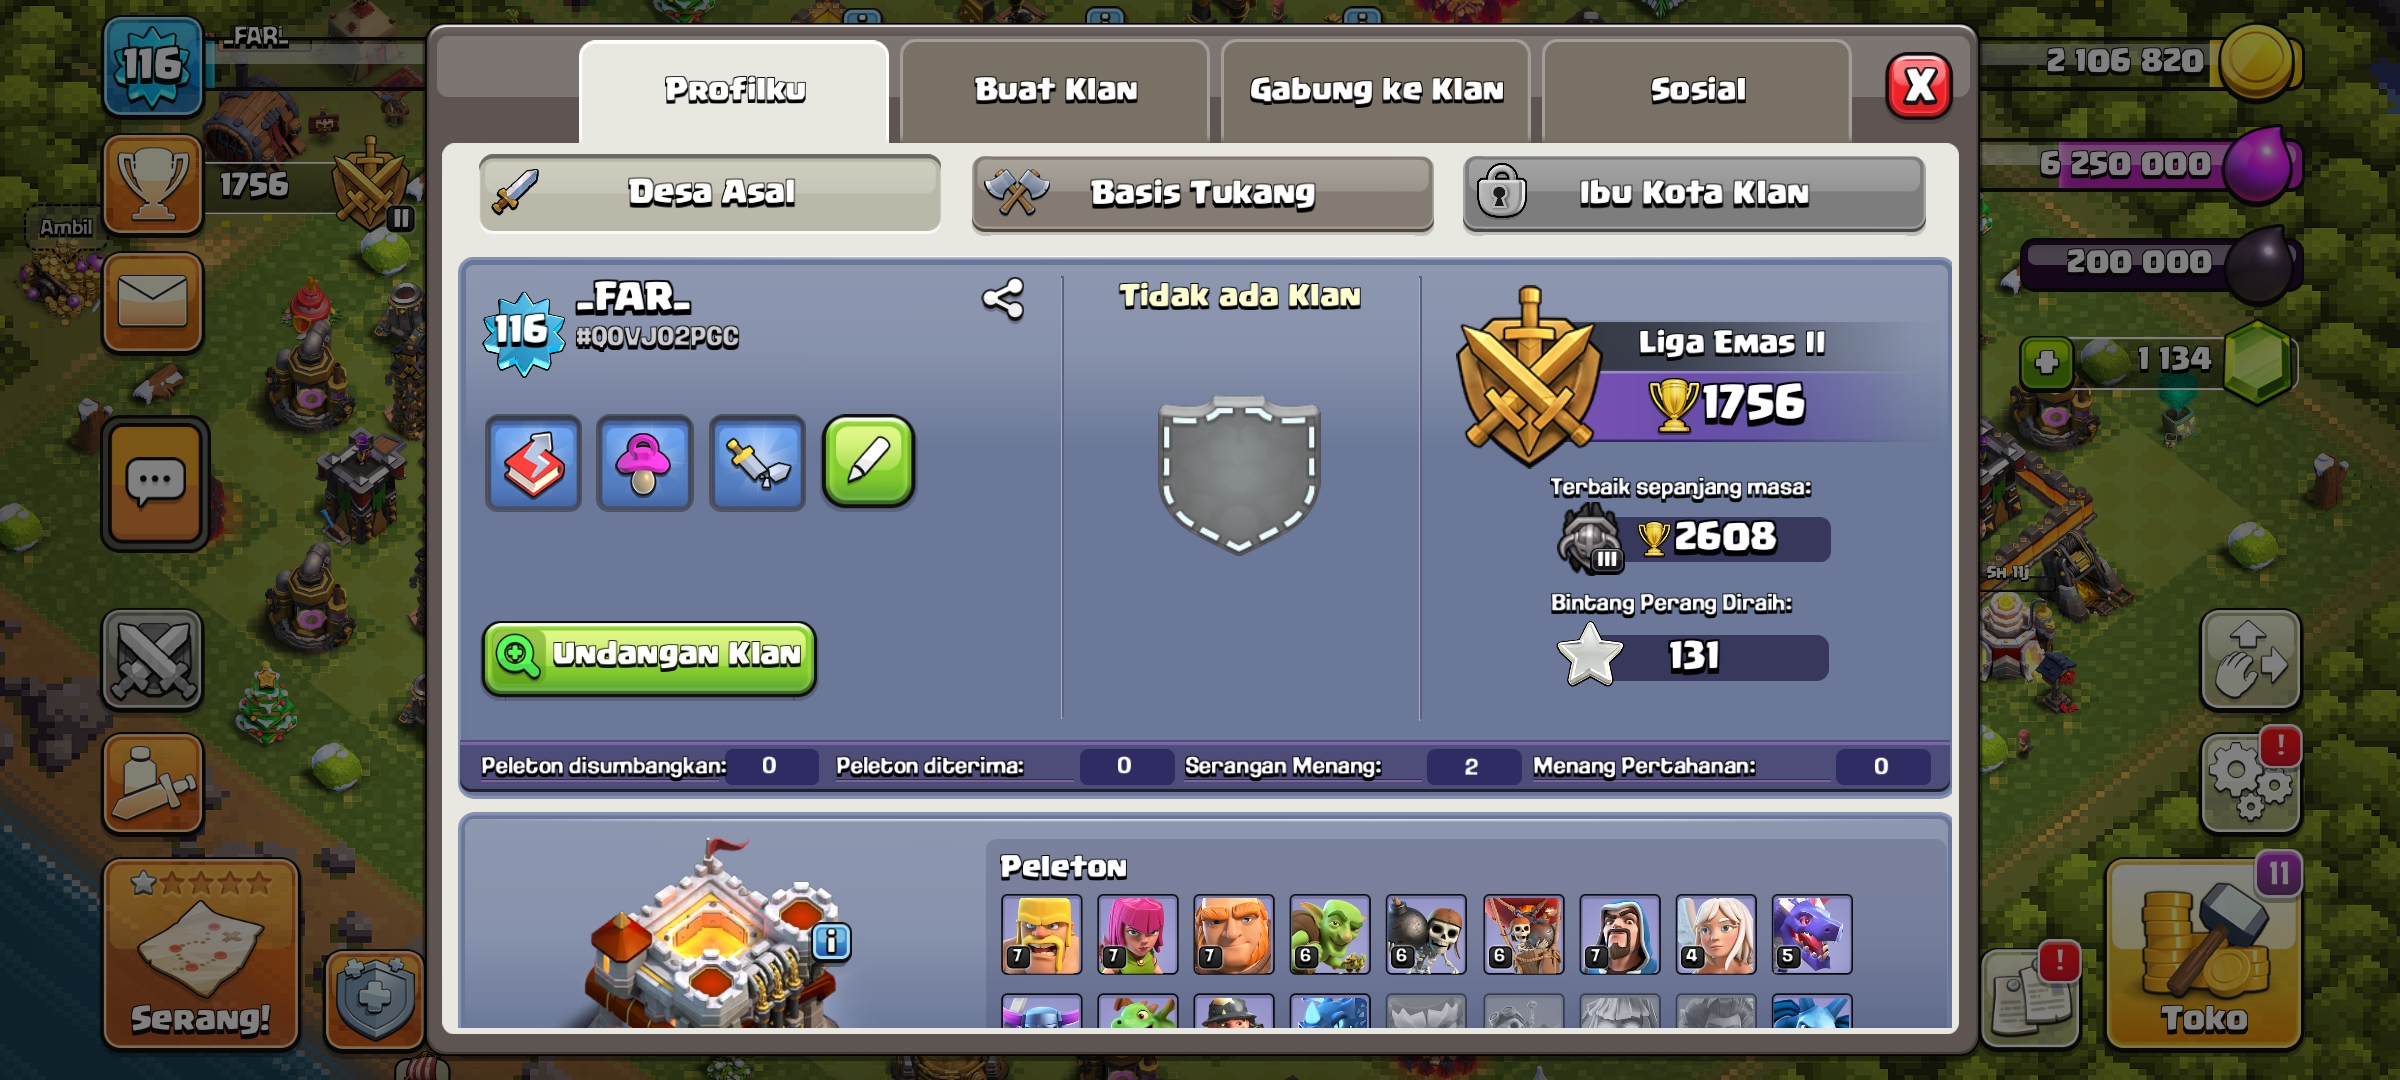 116
_FAR_
Profilku
Buat Klan
Gabung ke Klan
Sosial
X
2 106 820
1756
II
Desa Asal
Basis Tukang
Ibu Kota Klan
6 250 000
Ambil
200 000
116
_FAR_
#Q0VJ02PGC
Tidak ada Klan
Liga Emas II
1756
1 134
Terbaik sepanjang masa:
2608
III
Bintang Perang Diraih:
131
Undangan Klan
Peleton disumbangkan: 0
Peleton diterima: 0
Serangan Menang: 2
Menang Pertahanan: 0
!
Peleton
7 7 7 6 6 6 7 4 5
11
!
Serang!
Toko